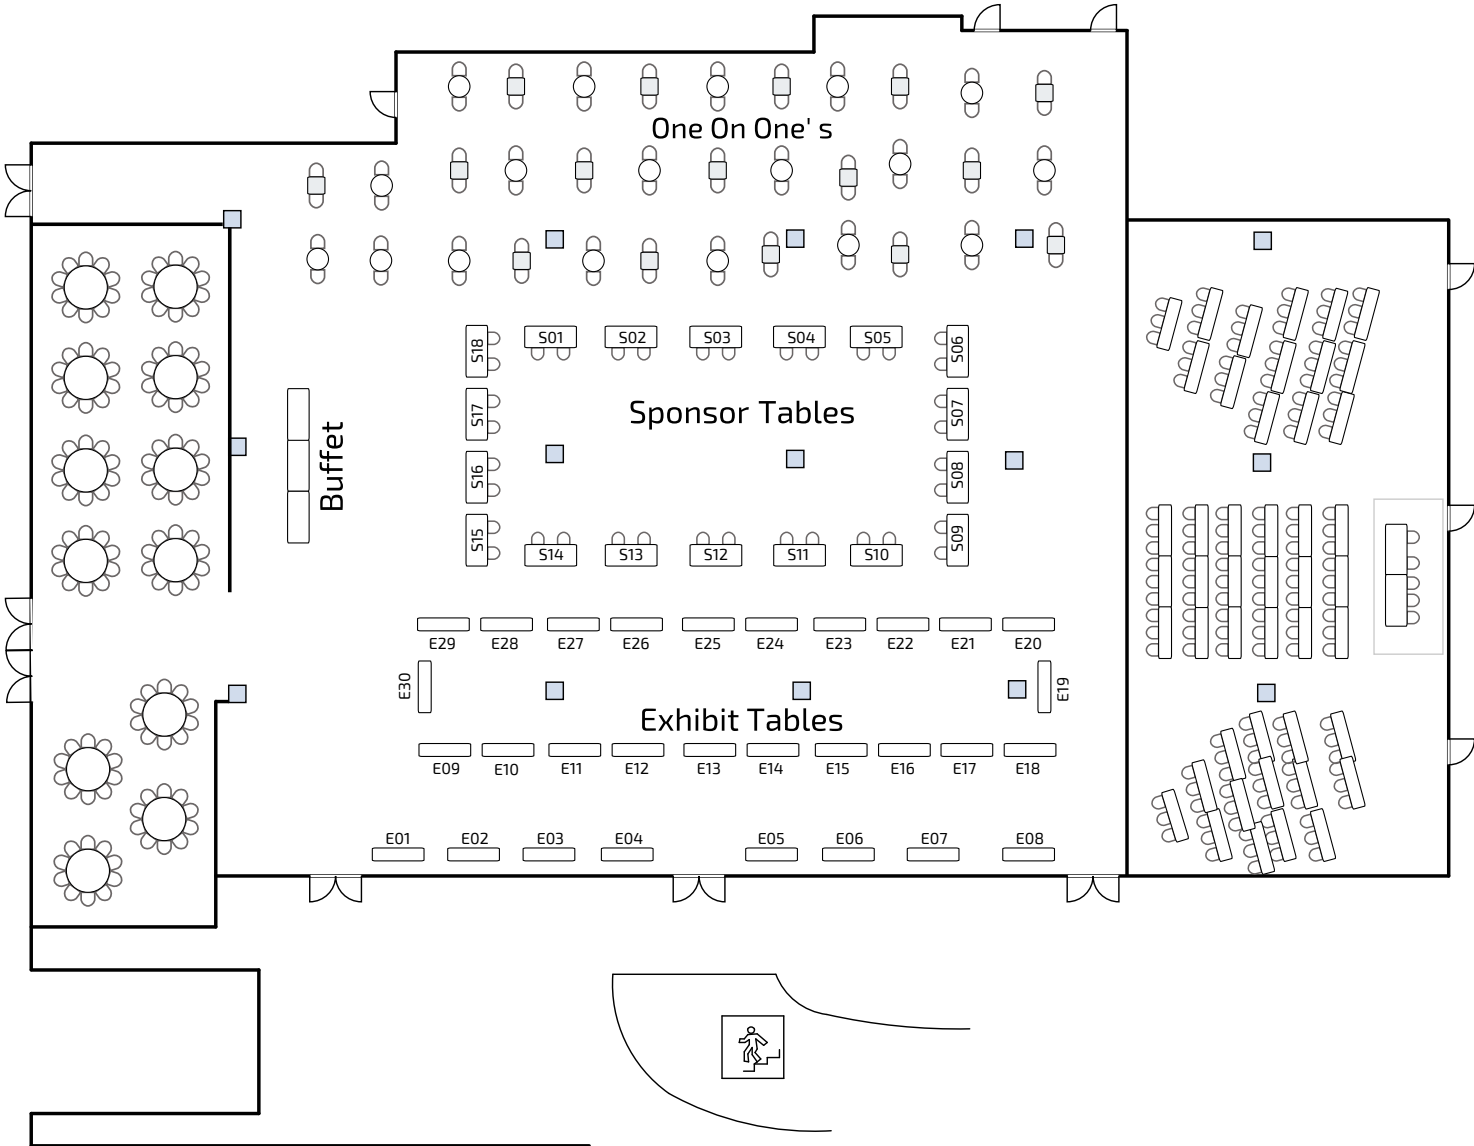 One On One' s
S18
S01
S02
S03
S04
S05
S06
S17
Sponsor Tables
S07
Buffet
S16
S08
S15
S14
S13
S12
S11
S10
S09
E29
E28
E27
E26
E25
E24
E23
E22
E21
E20
E30
E19
Exhibit Tables
E09
E10
E11
E12
E13
E14
E15
E16
E17
E18
E01
E02
E03
E04
E05
E06
E07
E08